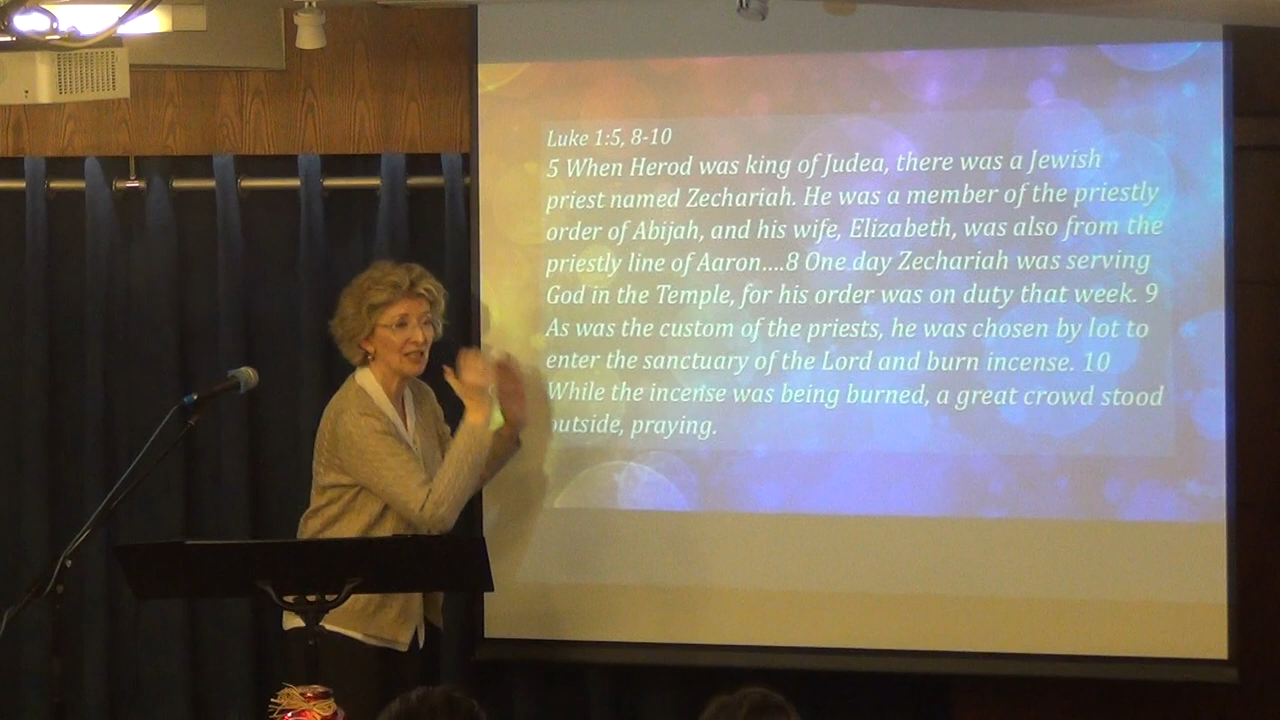 Luke 1:5, 8-10
5 When Herod was king of Judea, there was a Jewish
priest named Zechariah. He was a member of the priestly
order of Abijah, and his wife, Elizabeth, was also from the
priestly line of Aaron....8 One day Zechariah was serving
God in the Temple, for his order was on duty that week. 9
As was the custom of the priests, he was chosen by lot to
enter the sanctuary of the Lord and burn incense. 10
While the incense was being burned, a great crowd stood
outside, praying.